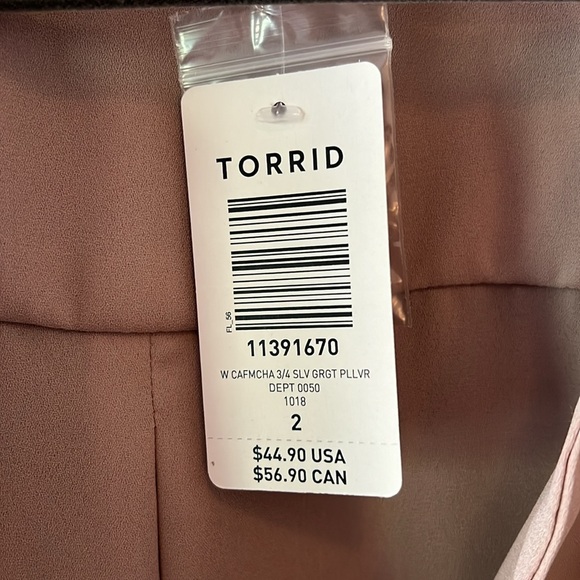 TORRID
FL_56
11391670
W CAFMCHA 3/4 SLV GRGT PLLVR
DEPT 0050
1018
2
$44.90 USA
$56.90 CAN